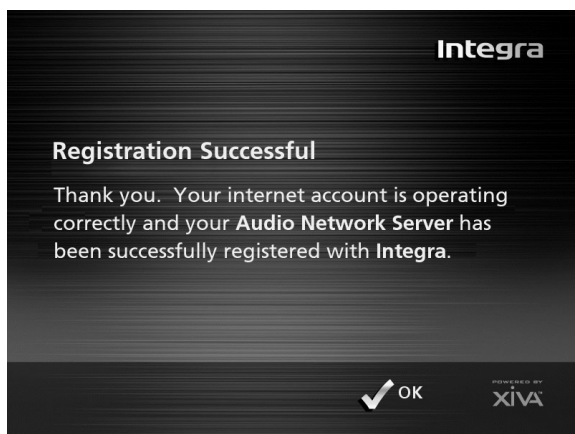 Integra
Registration Successful
Thank you.  Your internet account is operating
correctly and your Audio Network Server has
been successfully registered with Integra.
OK
POWERED BY
XiVA